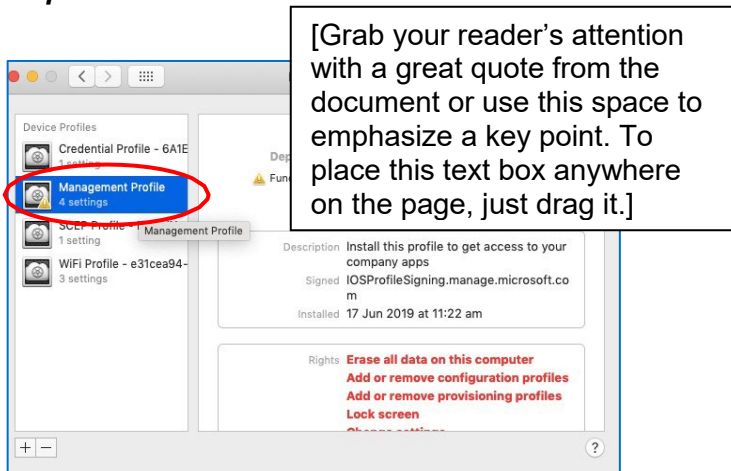 [Grab your reader's attention
with a great quote from the
document or use this space to
emphasize a key point. To
place this text box anywhere
on the page, just drag it.]
Device Profiles
Credential Profile - 6A1E
1 setting
Management Profile
4 settings
SCEP Profile -
1 setting
Management Profile
WiFi Profile - e31cea94-
3 settings
Description Install this profile to get access to your
company apps
Signed IOSProfileSigning.manage.microsoft.co
m
Installed 17 Jun 2019 at 11:22 am
Rights Erase all data on this computer
Add or remove configuration profiles
Add or remove provisioning profiles
Lock screen
Change settings
+ −
?